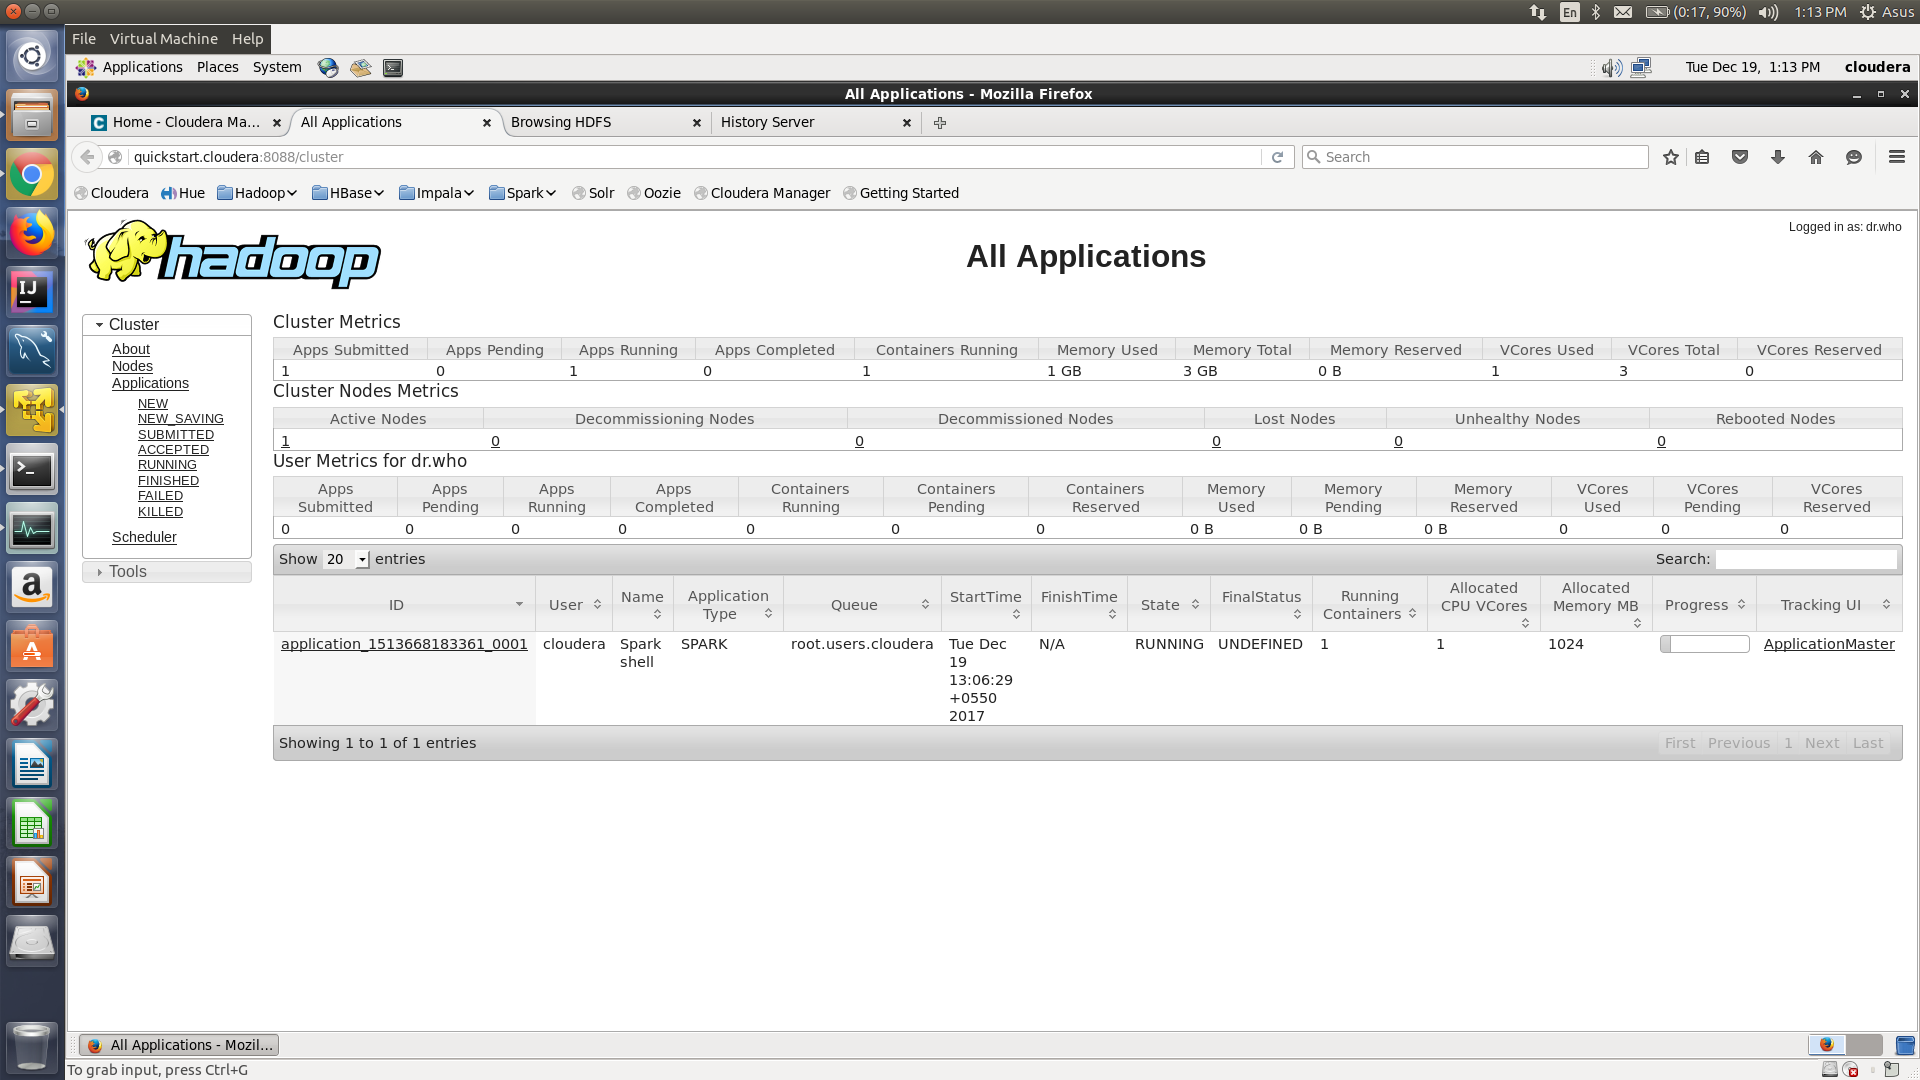 En (0:17, 90%) 1:13 PM Asus
File Virtual Machine Help
Applications Places System Tue Dec 19, 1:13 PM cloudera
All Applications - Mozilla Firefox
Home - Cloudera Ma... All Applications Browsing HDFS History Server
quickstart.cloudera:8088/cluster Search
Cloudera Hue Hadoop HBase Impala Spark Solr Oozie Cloudera Manager Getting Started
Logged in as: dr.who
hadoop
All Applications
Cluster
About
Nodes
Applications
NEW
NEW_SAVING
SUBMITTED
ACCEPTED
RUNNING
FINISHED
FAILED
KILLED
Scheduler
Tools
Cluster Metrics
Apps Submitted Apps Pending Apps Running Apps Completed Containers Running Memory Used Memory Total Memory Reserved VCores Used VCores Total VCores Reserved
1 0 1 0 1 1 GB 3 GB 0 B 1 3 0
Cluster Nodes Metrics
Active Nodes Decommissioning Nodes Decommissioned Nodes Lost Nodes Unhealthy Nodes Rebooted Nodes
1 0 0 0 0 0
User Metrics for dr.who
Apps Apps Apps Apps Containers Containers Containers Memory Memory Memory VCores VCores VCores
Submitted Pending Running Completed Running Pending Reserved Used Pending Reserved Used Pending Reserved
0 0 0 0 0 0 0 0 B 0 B 0 B 0 0 0
Show 20 entries Search:
ID User Name Application Type Queue StartTime FinishTime State FinalStatus Running Containers Allocated CPU VCores Allocated Memory MB Progress Tracking UI
application_1513668183361_0001 cloudera Spark SPARK root.users.cloudera Tue Dec N/A RUNNING UNDEFINED 1 1 1024 ApplicationMaster
shell 19
13:06:29
+0550
2017
Showing 1 to 1 of 1 entries First Previous 1 Next Last
All Applications - Mozil...
To grab input, press Ctrl+G
IJ
a